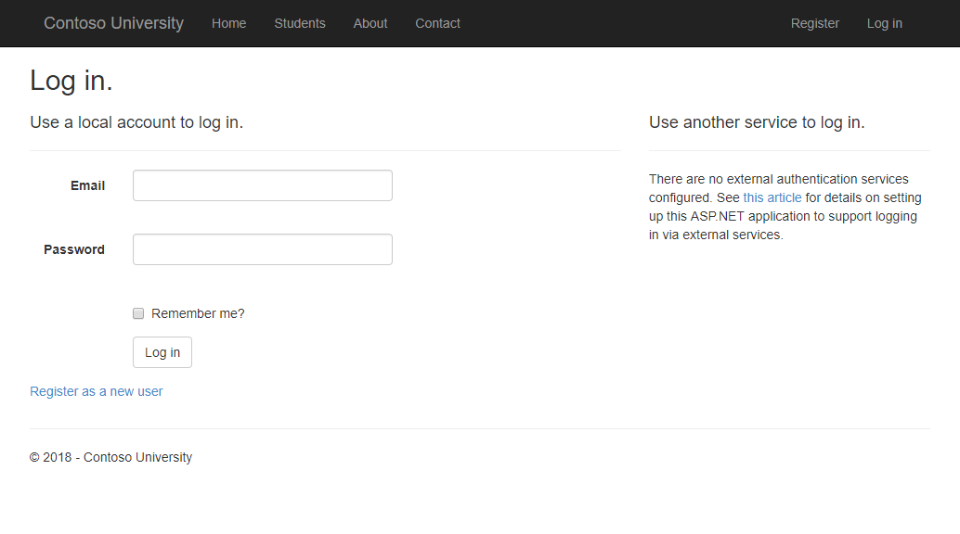 Contoso University Home Students About Contact Register Log in
Log in.
Use a local account to log in.
Email
Password
Remember me?
Log in
Register as a new user
Use another service to log in.
There are no external authentication services
configured. See this article for details on setting
up this ASP.NET application to support logging
in via external services.
© 2018 - Contoso University